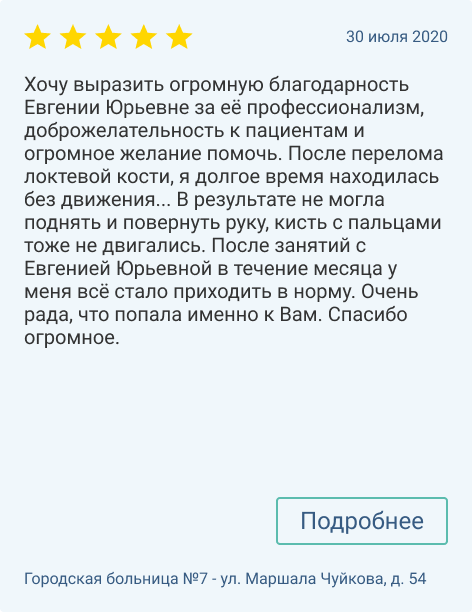 30 июля 2020
Хочу выразить огромную благодарность
Евгении Юрьевне за её профессионализм,
доброжелательность к пациентам и
огромное желание помочь. После перелома
локтевой кости, я долгое время находилась
без движения... В результате не могла
поднять и повернуть руку, кисть с пальцами
тоже не двигались. После занятий с
Евгенией Юрьевной в течение месяца у
меня всё стало приходить в норму. Очень
рада, что попала именно к Вам. Спасибо
огромное.
Подробнее
Городская больница №7 - ул. Маршала Чуйкова, д. 54